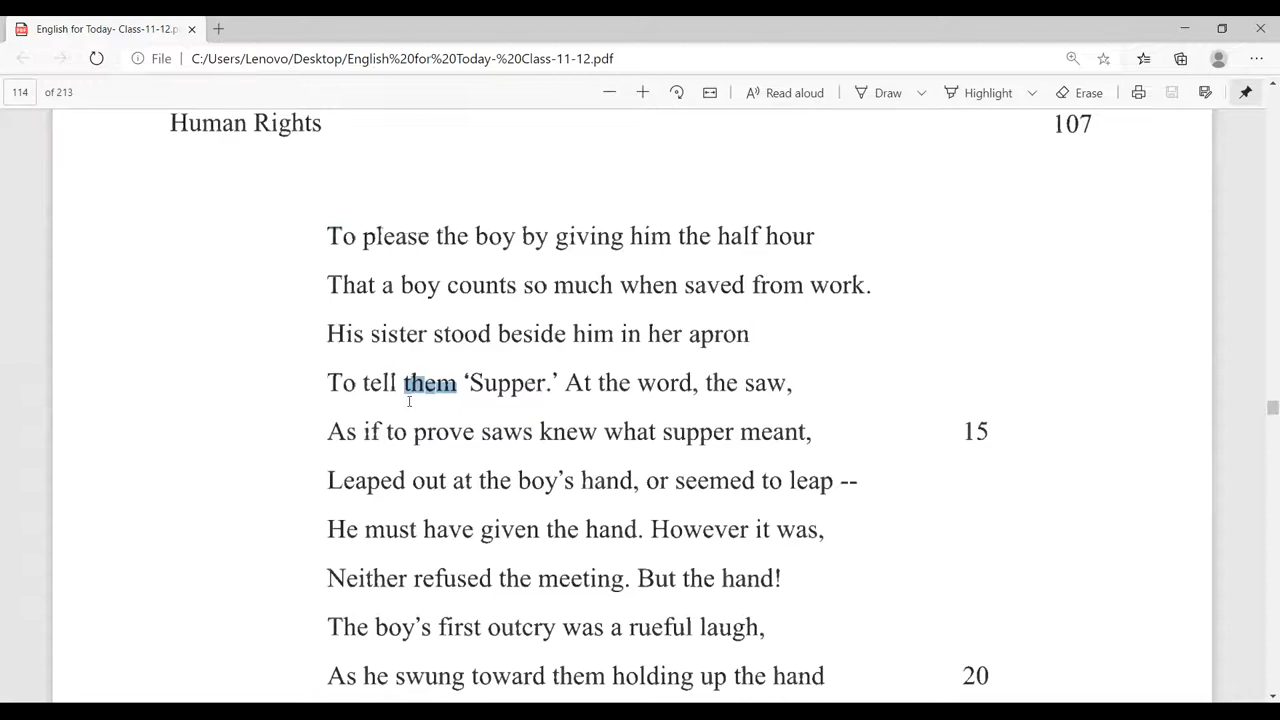 English for Today- Class-11-12.p
File C:/Users/Lenovo/Desktop/English%20for%20Today-%20Class-11-12.pdf
114 of 213 Read aloud Draw Highlight Erase
Human Rights 107
To please the boy by giving him the half hour
That a boy counts so much when saved from work.
His sister stood beside him in her apron
To tell them ‘Supper.’ At the word, the saw,
As if to prove saws knew what supper meant, 15
Leaped out at the boy’s hand, or seemed to leap --
He must have given the hand. However it was,
Neither refused the meeting. But the hand!
The boy’s first outcry was a rueful laugh,
As he swung toward them holding up the hand 20